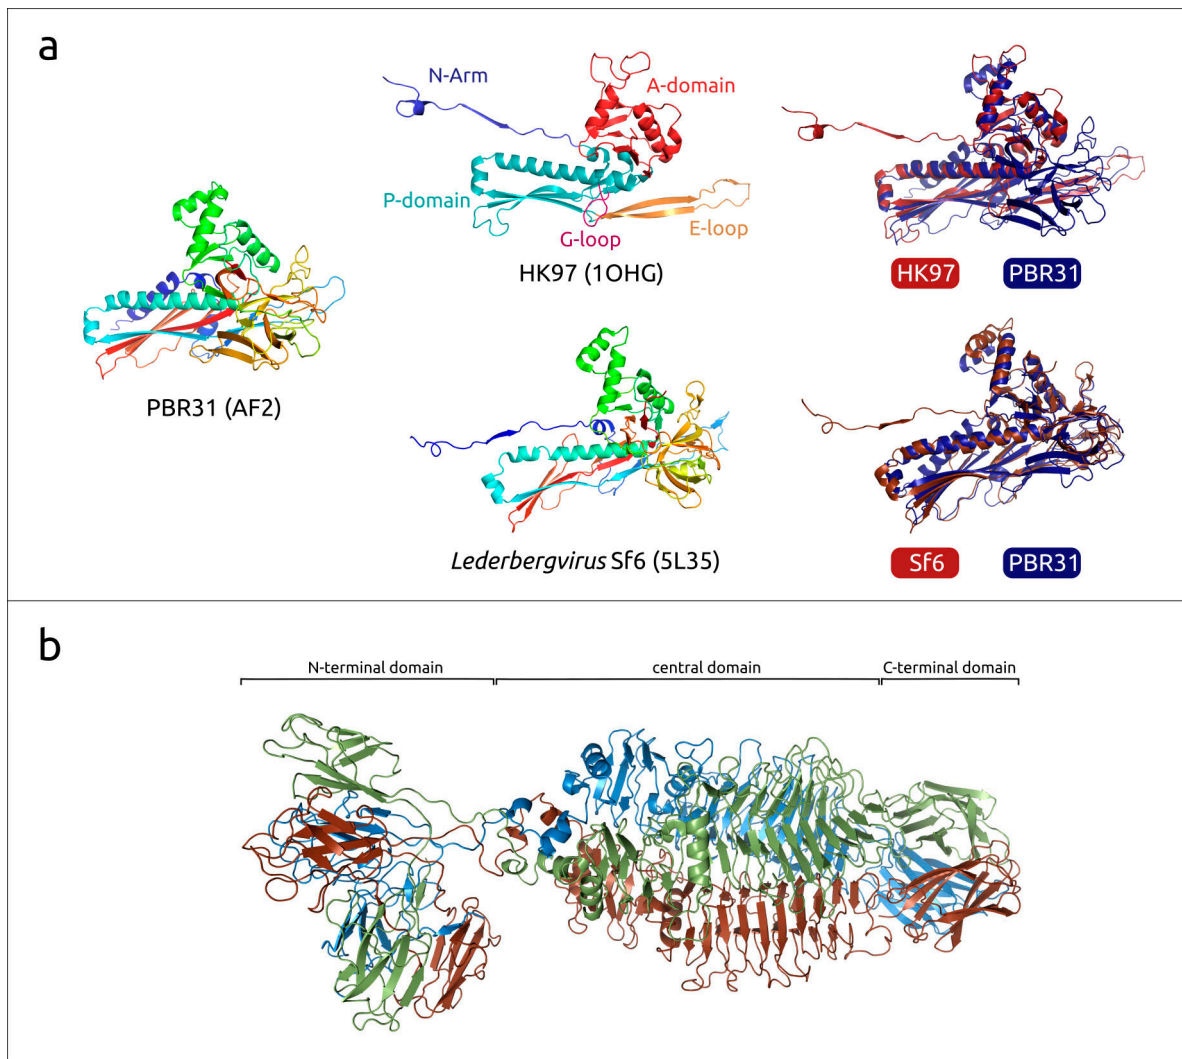 a
N-Arm
A-domain
P-domain
G-loop
E-loop
HK97 (1OHG)
HK97 PBR31
PBR31 (AF2)
Lederbergvirus Sf6 (5L35)
Sf6 PBR31
b
N-terminal domain central domain C-terminal domain